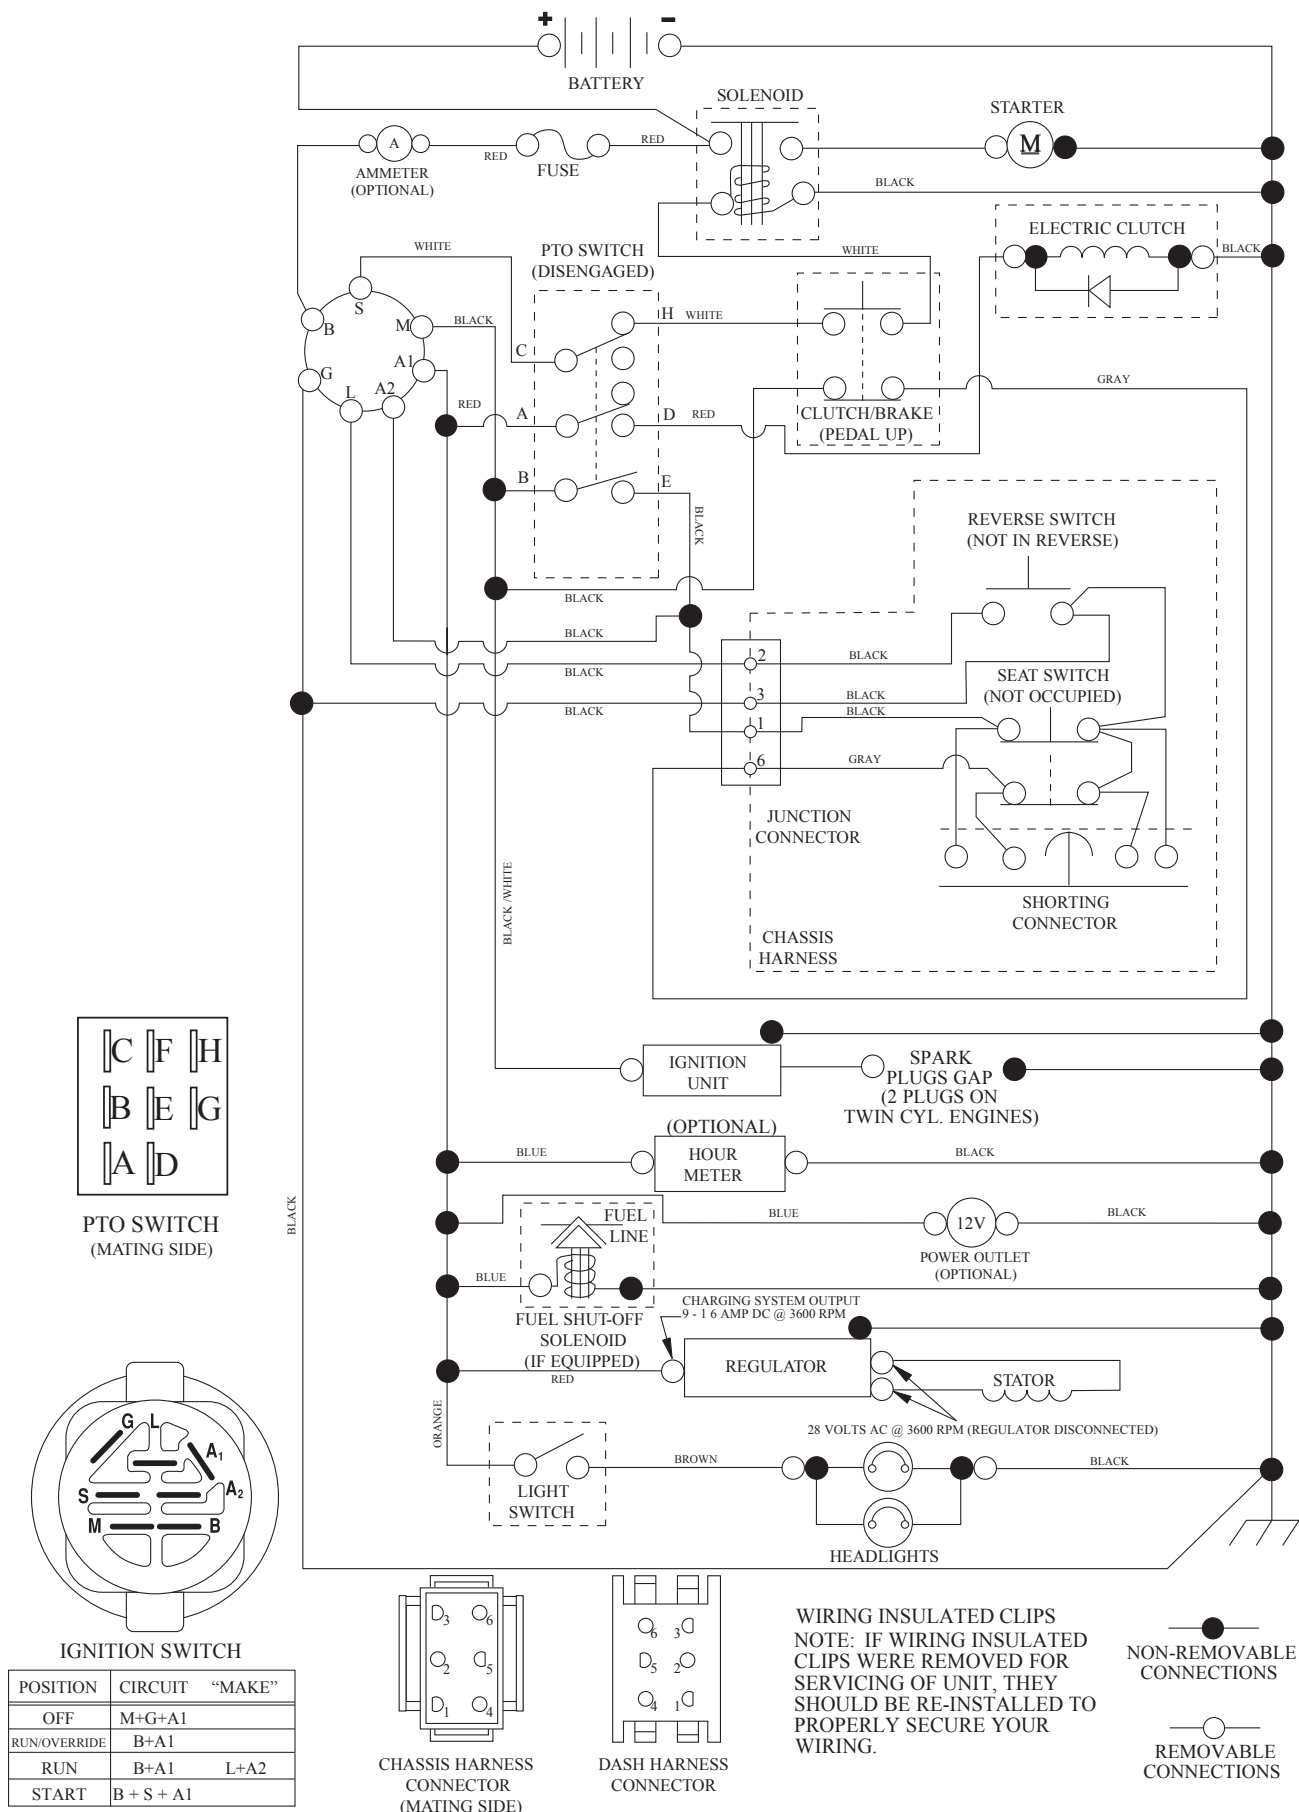 + −
BATTERY
SOLENOID
STARTER
A
RED
FUSE
RED
M
AMMETER
(OPTIONAL)
BLACK
ELECTRIC CLUTCH
BLACK
WHITE
PTO SWITCH
(DISENGAGED)
WHITE
S
B
M
BLACK
H
WHITE
C
G
A1
L
A2
RED
A
D
RED
GRAY
CLUTCH/BRAKE
(PEDAL UP)
B
E
BLACK
REVERSE SWITCH
(NOT IN REVERSE)
BLACK
BLACK
2
BLACK
BLACK
SEAT SWITCH
(NOT OCCUPIED)
3
BLACK
BLACK
1
BLACK
6
GRAY
JUNCTION
CONNECTOR
SHORTING
CONNECTOR
BLACK /WHITE
CHASSIS
HARNESS
C F H
B E G
A D
PTO SWITCH
(MATING SIDE)
IGNITION
UNIT
SPARK
PLUGS GAP
(2 PLUGS ON
TWIN CYL. ENGINES)
(OPTIONAL)
HOUR
METER
BLUE
BLACK
BLACK
FUEL
LINE
BLUE
12V
BLACK
POWER OUTLET
(OPTIONAL)
BLUE
FUEL SHUT-OFF
SOLENOID
(IF EQUIPPED)
CHARGING SYSTEM OUTPUT
9 - 1 6 AMP DC @ 3600 RPM
RED
REGULATOR
STATOR
28 VOLTS AC @ 3600 RPM (REGULATOR DISCONNECTED)
ORANGE
LIGHT
SWITCH
BROWN
BLACK
HEADLIGHTS
G L
A1
A2
S
M
B
IGNITION SWITCH
POSITION CIRCUIT “MAKE”
OFF M+G+A1
RUN/OVERRIDE B+A1
RUN B+A1 L+A2
START B + S + A1
3 6
2 5
1 4
CHASSIS HARNESS
CONNECTOR
(MATING SIDE)
6 3
5 2
4 1
DASH HARNESS
CONNECTOR
WIRING INSULATED CLIPS
NOTE: IF WIRING INSULATED
CLIPS WERE REMOVED FOR
SERVICING OF UNIT, THEY
SHOULD BE RE-INSTALLED TO
PROPERLY SECURE YOUR
WIRING.
NON-REMOVABLE
CONNECTIONS
REMOVABLE
CONNECTIONS